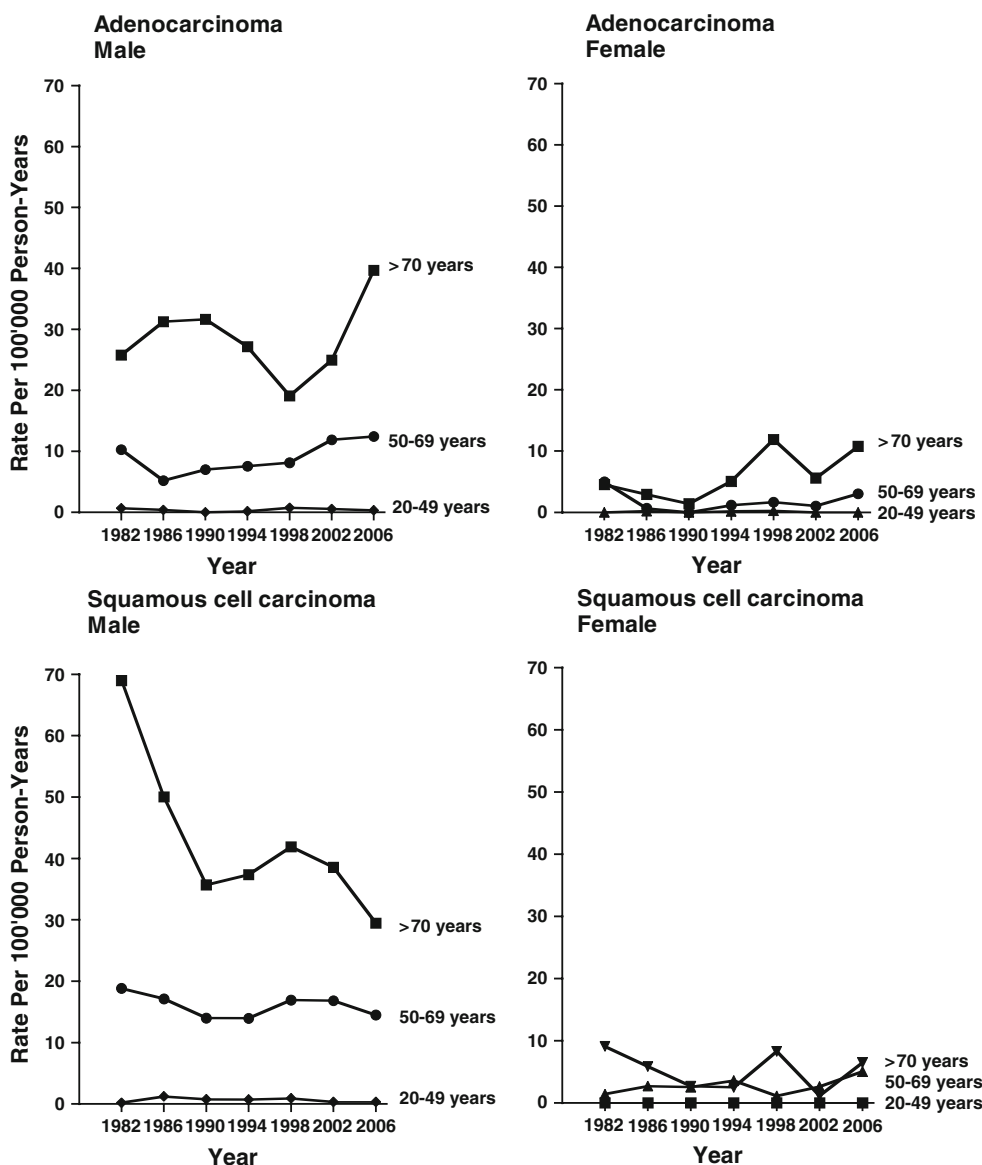 Adenocarcinoma
Male
70
60
50
40
30
20
10
0
Rate Per 100'000 Person-Years
>70 years
50-69 years
20-49 years
1982 1986 1990 1994 1998 2002 2006
Year
Adenocarcinoma
Female
70
60
50
40
30
20
10
0
>70 years
50-69 years
20-49 years
1982 1986 1990 1994 1998 2002 2006
Year
Squamous cell carcinoma
Male
70
60
50
40
30
20
10
0
Rate Per 100'000 Person-Years
>70 years
50-69 years
20-49 years
1982 1986 1990 1994 1998 2002 2006
Year
Squamous cell carcinoma
Female
70
60
50
40
30
20
10
0
>70 years
50-69 years
20-49 years
1982 1986 1990 1994 1998 2002 2006
Year